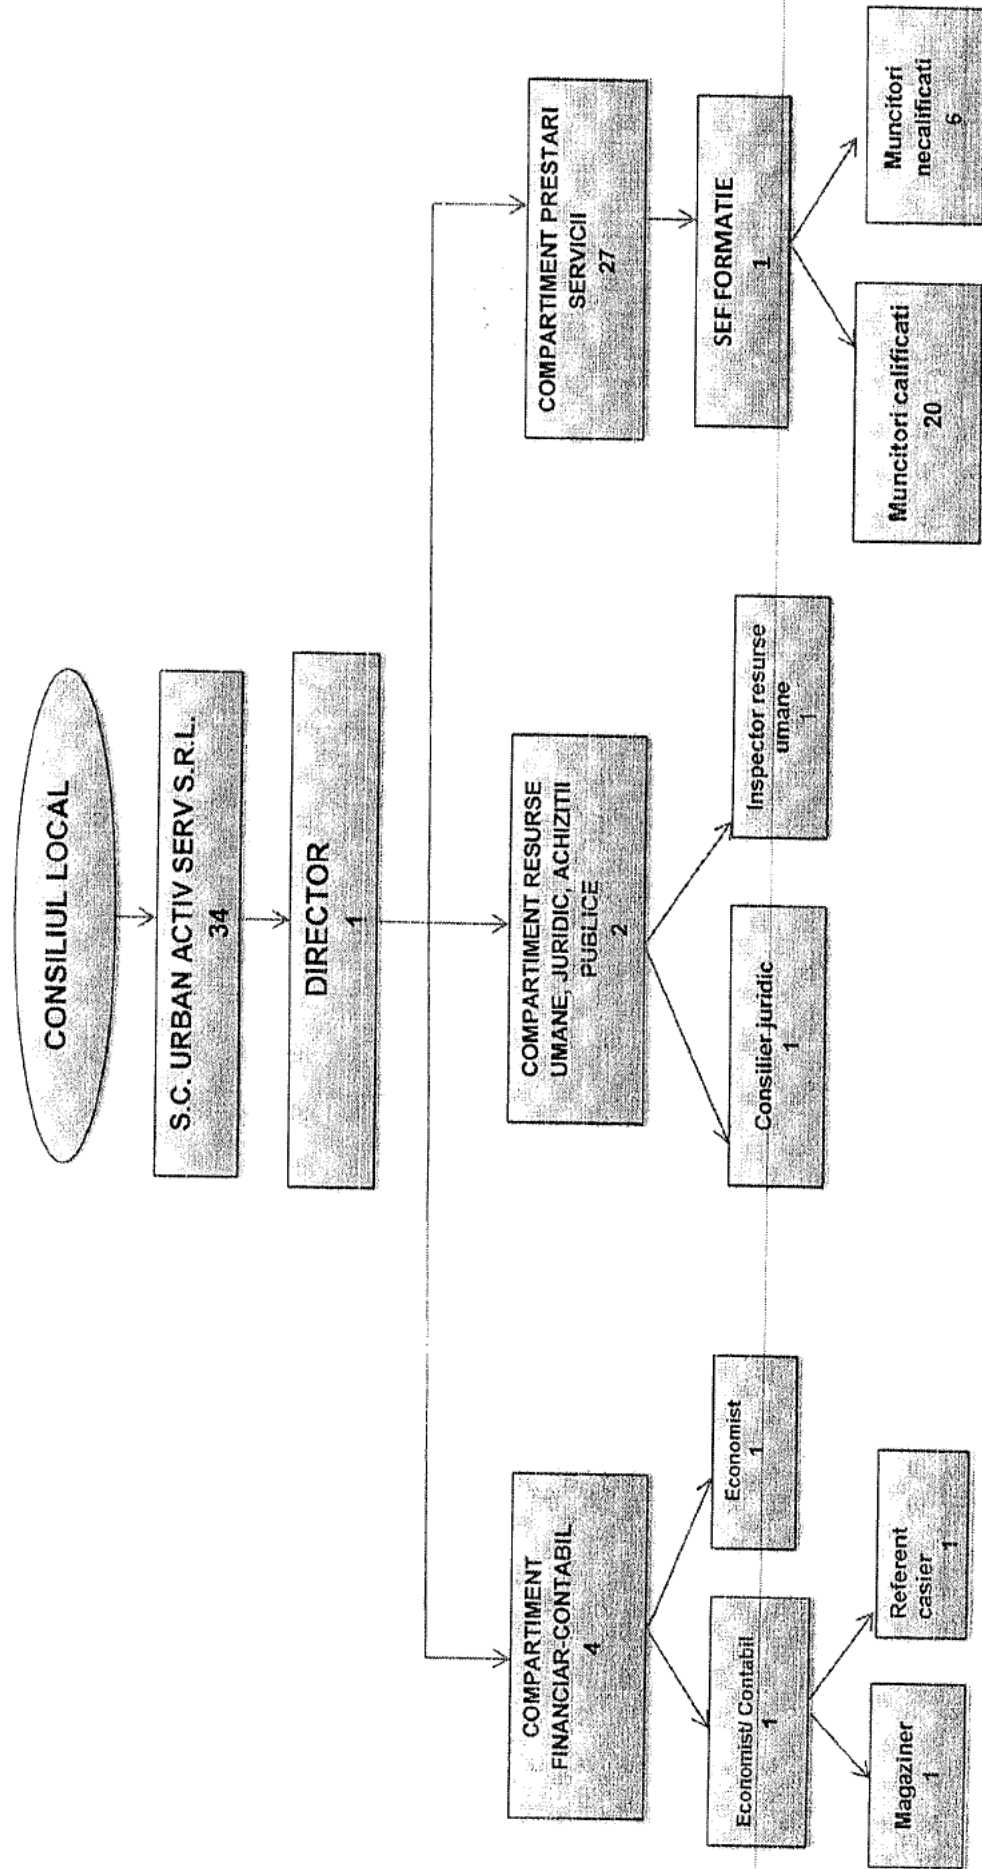 CONSILIUL LOCAL
S.C. URBAN ACTIV SERV S.R.L.
34
DIRECTOR
1
COMPARTIMENT
FINANCIAR-CONTABIL
4
COMPARTIMENT RESURSE
UMANE, JURIDIC, ACHIZITII
PUBLICE
2
COMPARTIMENT PRESTARI
SERVICII
27
Economist/ Contabil
1
Economist
1
Consilier juridic
1
Inspector resurse
umane
1
SEF FORMATIE
1
Magaziner
1
Referent
casier
1
Muncitori calificati
20
Muncitori
necalificati
6